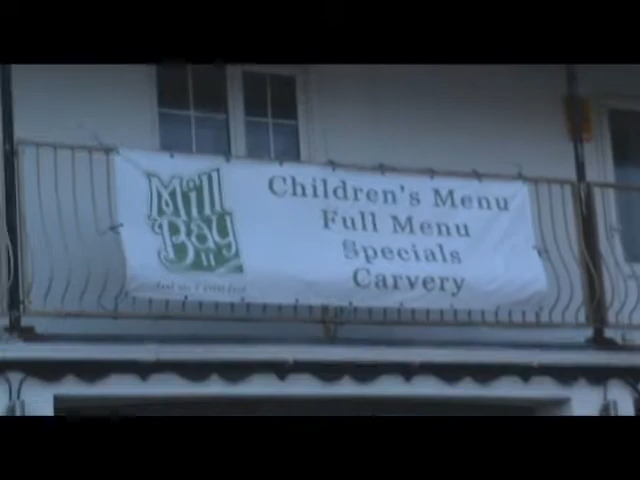 Mill
Bay
Children's Menu
Full Menu
Specials
Carvery